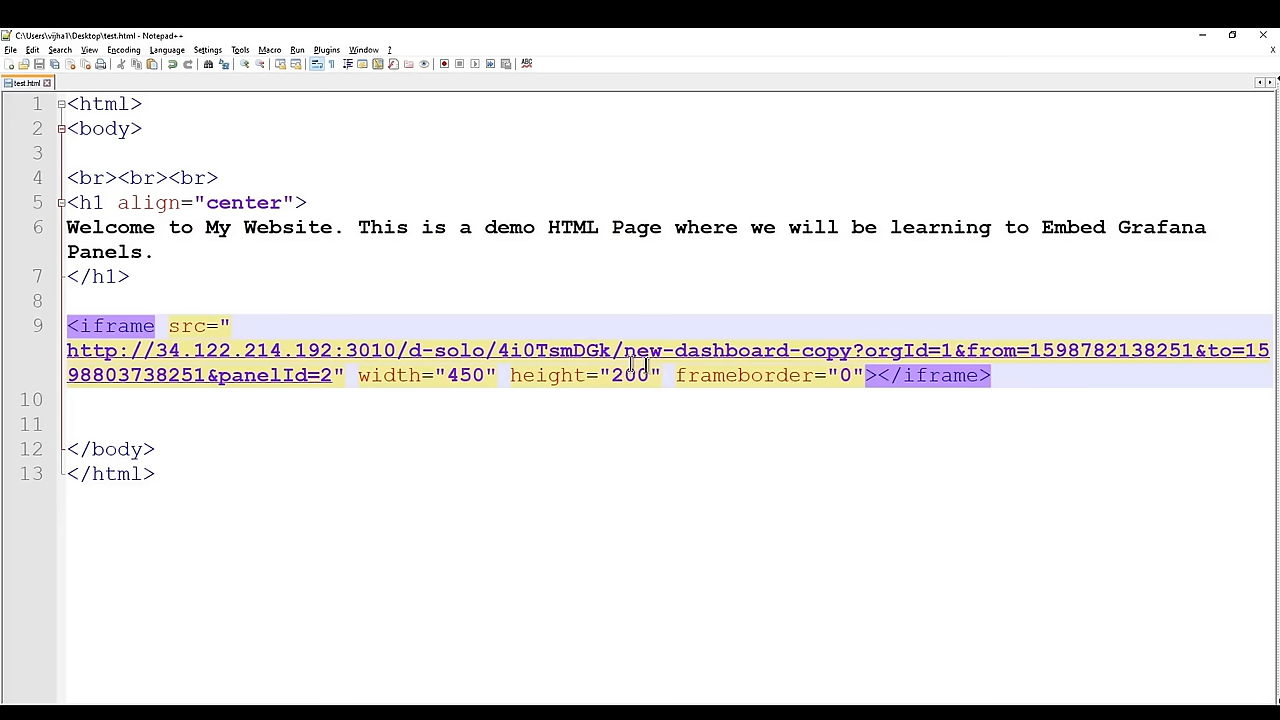 C:\Users\vijha1\Desktop\test.html - Notepad++
File Edit Search View Encoding Language Settings Tools Macro Run Plugins Window ?
X
ABC
test.html
1 <html>
2 <body>
3
4 <br><br><br>
5 <h1 align="center">
6 Welcome to My Website. This is a demo HTML Page where we will be learning to Embed Grafana
Panels.
7 </h1>
8
9 <iframe src="
http://34.122.214.192:3010/d-solo/4i0TsmDGk/new-dashboard-copy?orgId=1&from=1598782138251&to=15
98803738251&panelId=2" width="450" height="200" frameborder="0"></iframe>
10
11
12 </body>
13 </html>